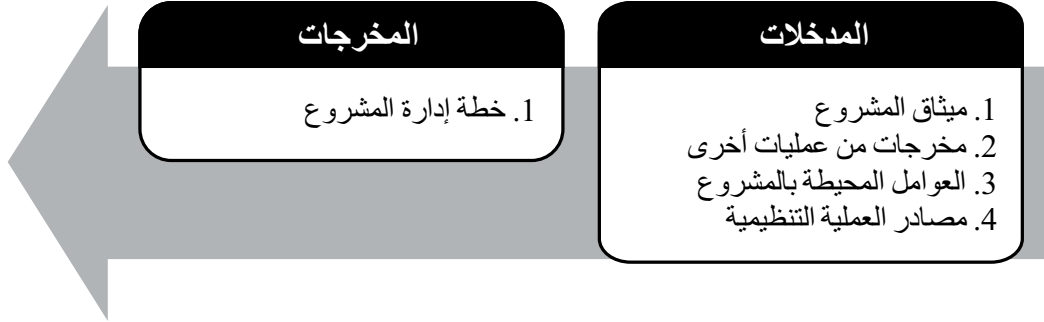 المدخلات
1. ميثاق المشروع
2. مخرجات من عمليات أخرى
3. العوامل المحيطة بالمشروع
4. مصادر العملية التنظيمية
المخرجات
1. خطة إدارة المشروع